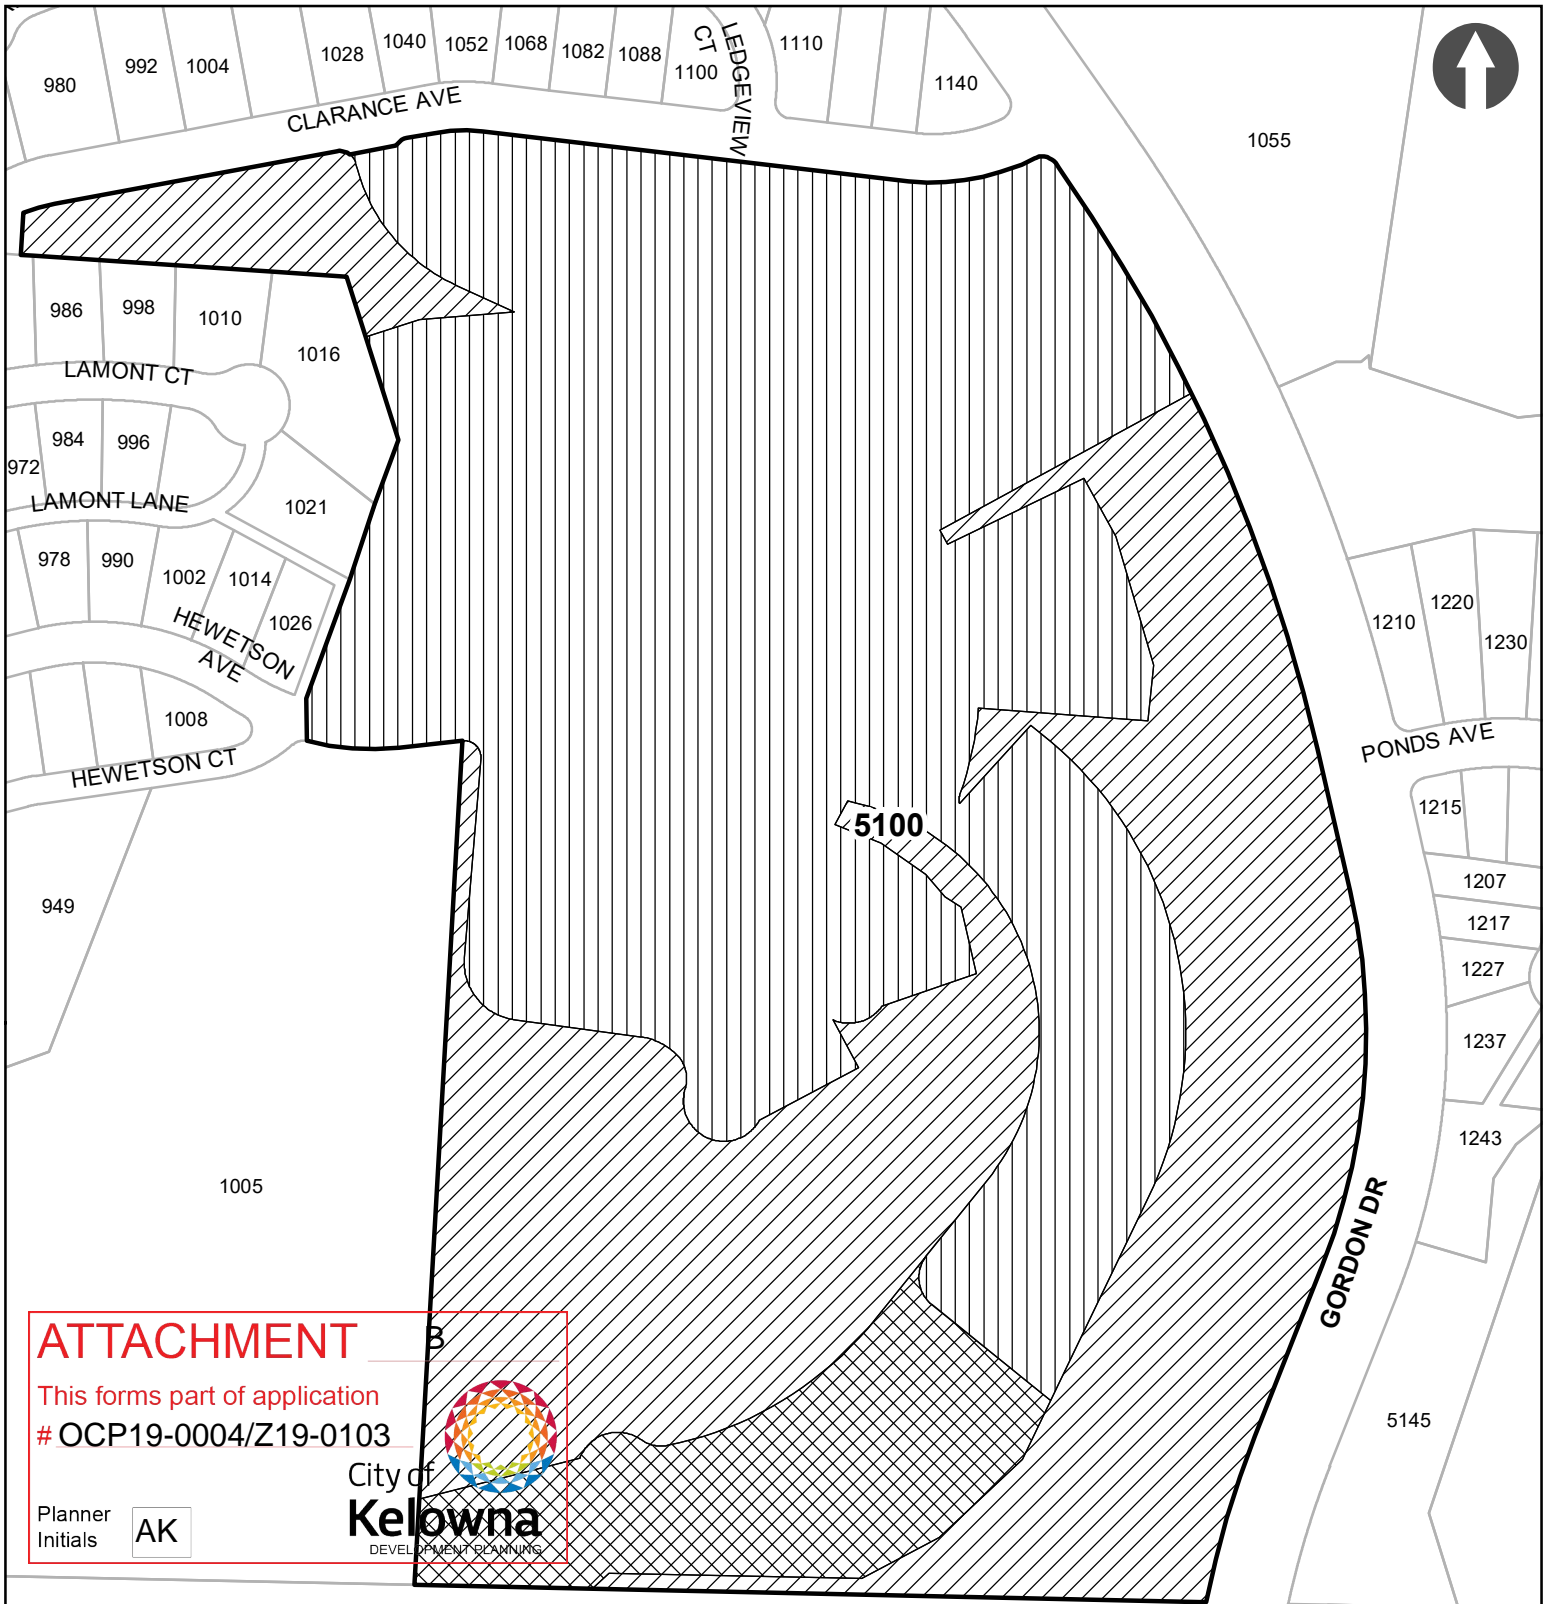 980
992
1004
1028
1040
1052
1068
1082
1088
1100
LEDGEVIEW
CT
1110
1140
1055
CLARANCE AVE
986
998
1010
1016
LAMONT CT
984
996
972
LAMONT LANE
1021
978
990
1002
1014
1026
HEWETSON
AVE
1008
HEWETSON CT
1210
1220
1230
PONDS AVE
1215
5100
1207
1217
1227
1237
1243
949
1005
GORDON DR
5145
ATTACHMENT B
This forms part of application
# OCP19-0004/Z19-0103
City of
Kelowna
DEVELOPMENT PLANNING
Planner
Initials
AK